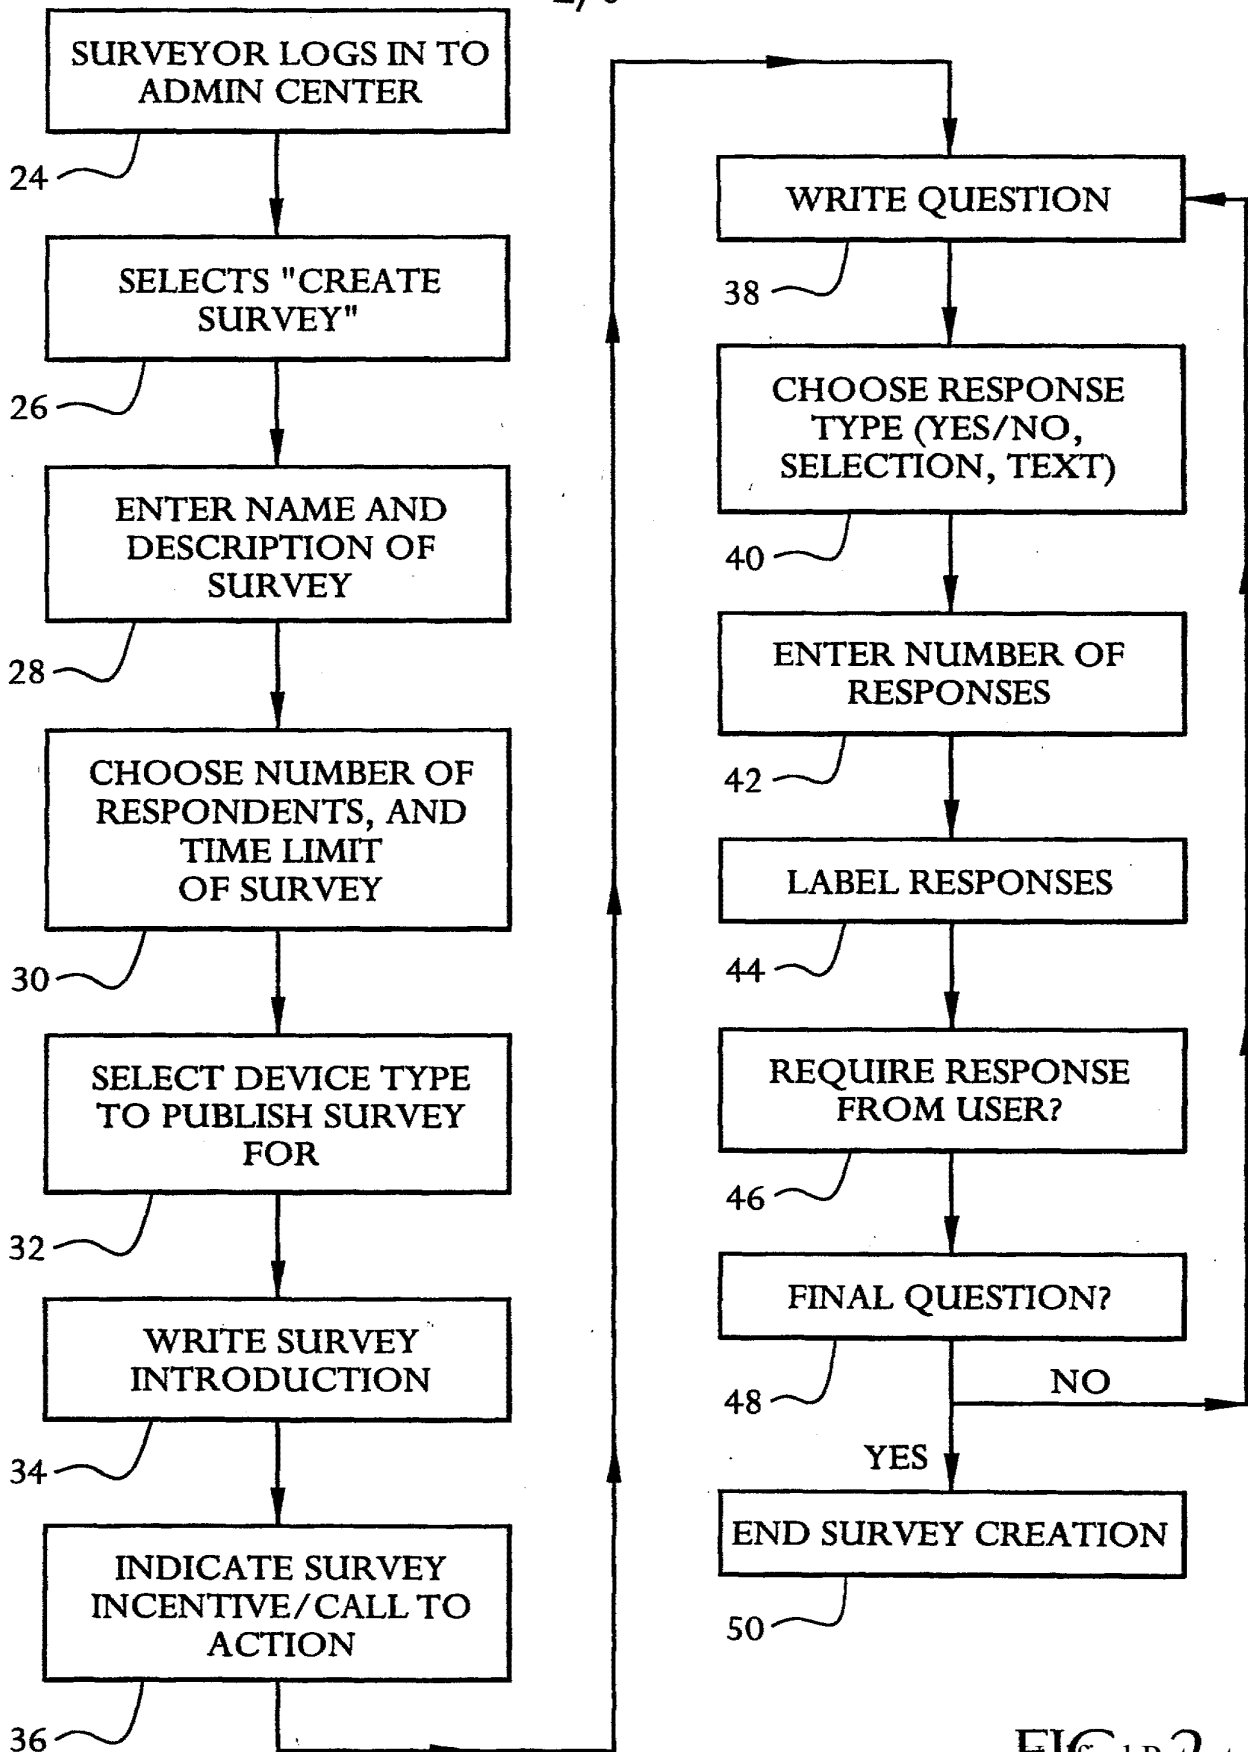 SURVEYOR LOGS IN TO
ADMIN CENTER
24
SELECTS "CREATE
SURVEY"
26
ENTER NAME AND
DESCRIPTION OF
SURVEY
28
CHOOSE NUMBER OF
RESPONDENTS, AND
TIME LIMIT
OF SURVEY
30
SELECT DEVICE TYPE
TO PUBLISH SURVEY
FOR
32
WRITE SURVEY
INTRODUCTION
34
INDICATE SURVEY
INCENTIVE/CALL TO
ACTION
36
WRITE QUESTION
38
CHOOSE RESPONSE
TYPE (YES/NO,
SELECTION, TEXT)
40
ENTER NUMBER OF
RESPONSES
42
LABEL RESPONSES
44
REQUIRE RESPONSE
FROM USER?
46
FINAL QUESTION?
48
NO
YES
END SURVEY CREATION
50